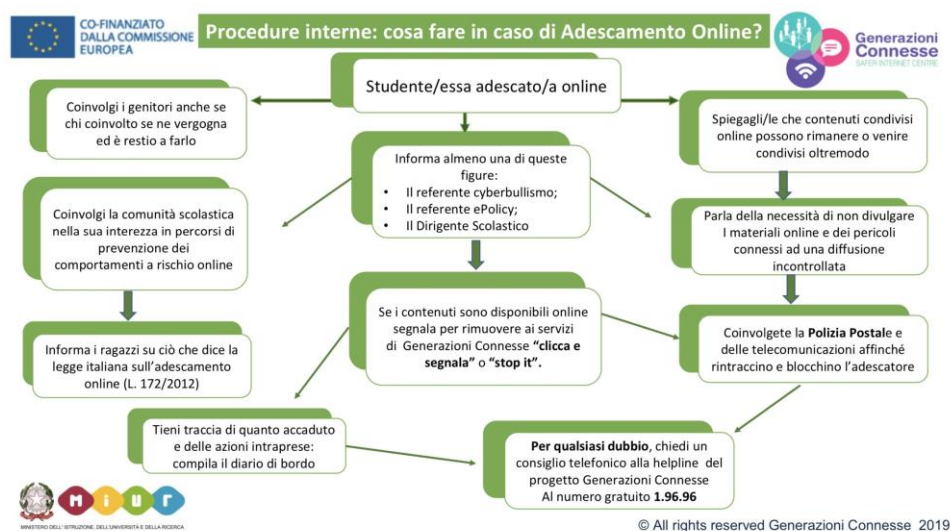 CO-FINANZIATO
DALLA COMMISSIONE
EUROPEA
Procedure interne: cosa fare in caso di Adescamento Online?
Generazioni
Connesse
SAFER INTERNET CENTRE
Studente/essa adescato/a online
Coinvolgi i genitori anche se
chi coinvolto se ne vergogna
ed è restio a farlo
Informa almeno una di queste
figure:
• Il referente cyberbullismo;
• Il referente ePolicy;
• Il Dirigente Scolastico
Spiegagli/le che contenuti condivisi
online possono rimanere o venire
condivisi oltremodo
Coinvolgi la comunità scolastica
nella sua interezza in percorsi di
prevenzione dei
comportamenti a rischio online
Parla della necessità di non divulgare
I materiali online e dei pericoli
connessi ad una diffusione
incontrollata
Se i contenuti sono disponibili online
segnala per rimuovere ai servizi
di Generazioni Connesse “clicca e
segnala” o “stop it”.
Informa i ragazzi su ciò che dice la
legge italiana sull’adescamento
online (L. 172/2012)
Coinvolgete la Polizia Postale e
delle telecomunicazioni affinché
rintraccino e blocchino l’adescatore
Tieni traccia di quanto accaduto
e delle azioni intraprese:
compila il diario di bordo
Per qualsiasi dubbio, chiedi un
consiglio telefonico alla helpline del
progetto Generazioni Connesse
Al numero gratuito 1.96.96
MIUR
MINISTERO DELL’ISTRUZIONE, DELL’UNIVERSITÀ E DELLA RICERCA
© All rights reserved Generazioni Connesse 2019